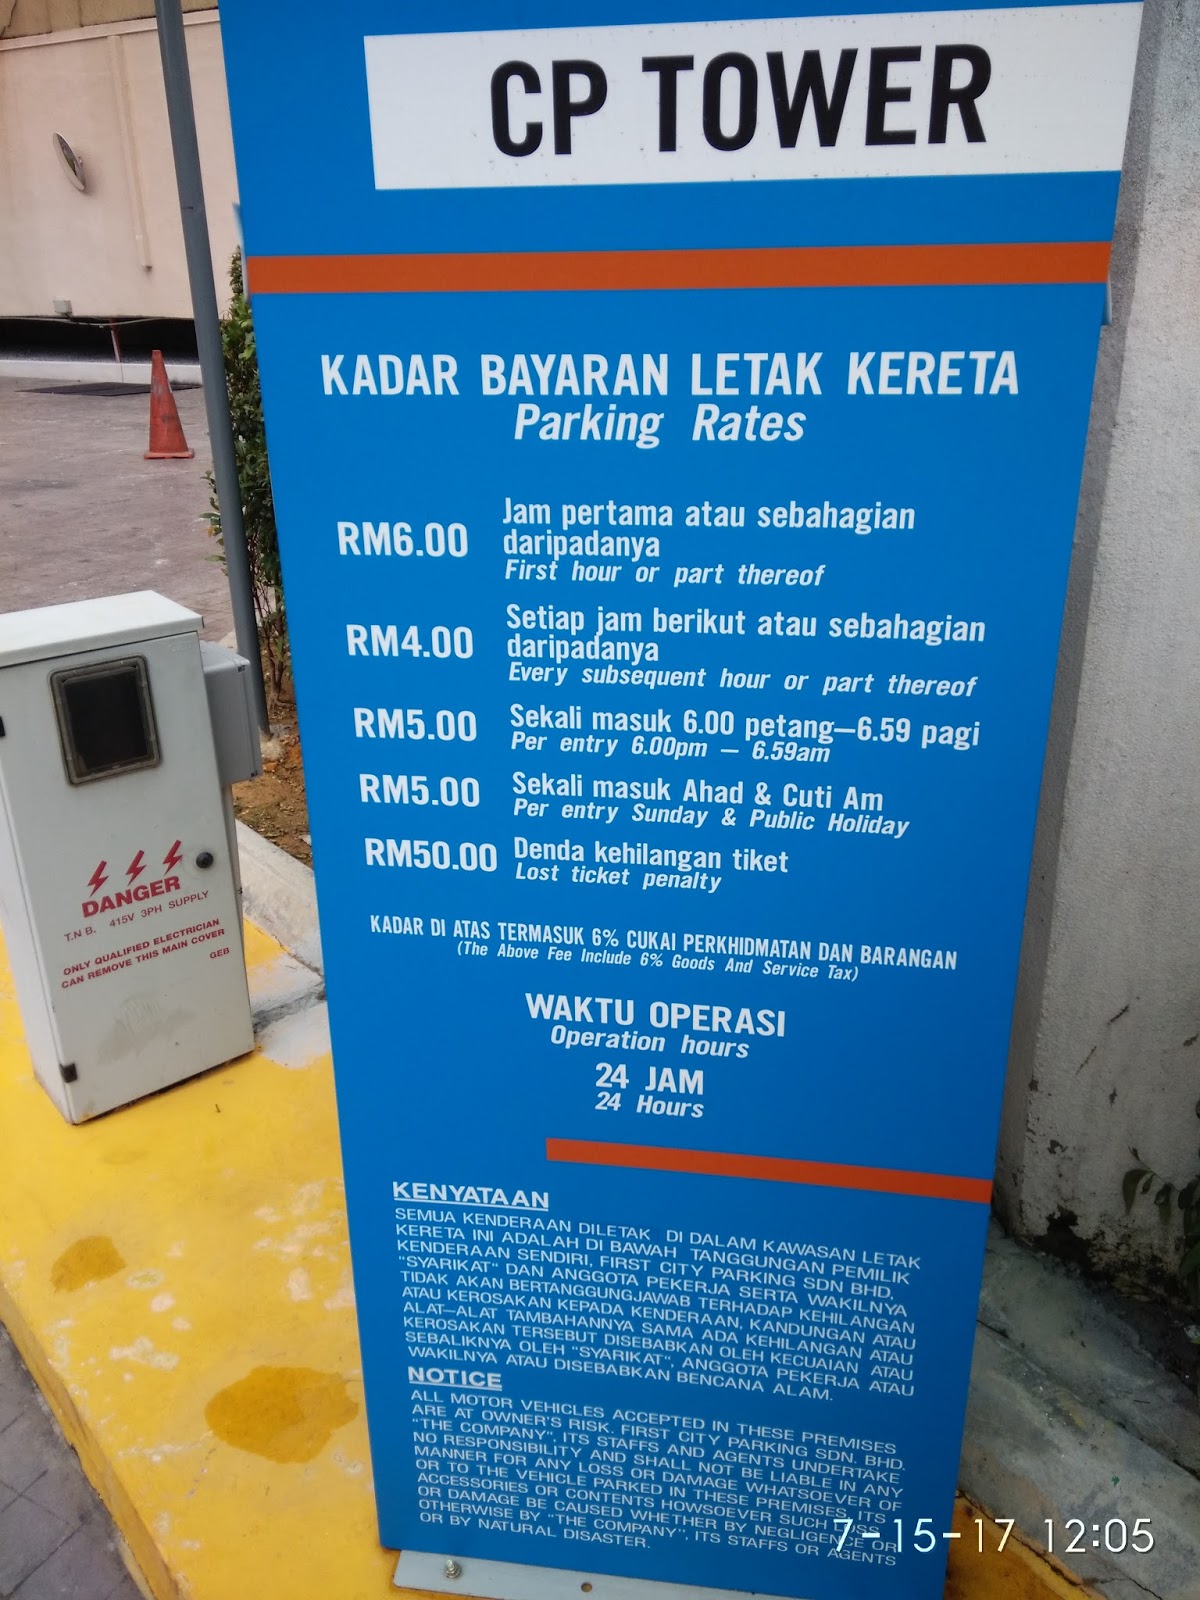 CP TOWER
KADAR BAYARAN LETAK KERETA
Parking Rates
RM6.00
Jam pertama atau sebahagian
daripadanya
First hour or part thereof
RM4.00
Setiap jam berikut atau sebahagian
daripadanya
Every subsequent hour or part thereof
RM5.00
Sekali masuk 6.00 petang—6.59 pagi
Per entry 6.00pm — 6.59am
RM5.00
Sekali masuk Ahad & Cuti Am
Per entry Sunday & Public Holiday
RM50.00
Denda kehilangan tiket
Lost ticket penalty
KADAR DI ATAS TERMASUK 6% CUKAI PERKHIDMATAN DAN BARANGAN
(The Above Fee Include 6% Goods And Service Tax)
WAKTU OPERASI
Operation hours
24 JAM
24 Hours
KENYATAAN
SEMUA KENDERAAN DILETAK DI DALAM KAWASAN LETAK
KERETA INI ADALAH DI BAWAH TANGGUNGAN PEMILIK
KENDERAAN SENDIRI, FIRST CITY PARKING SDN BHD,
"SYARIKAT" DAN ANGGOTA PEKERJA SERTA WAKILNYA
TIDAK AKAN BERTANGGUNGJAWAB TERHADAP KEHILANGAN
ATAU KEROSAKAN KEPADA KENDERAAN, KANDUNGAN ATAU
ALAT—ALAT TAMBAHANNYA SAMA ADA KEHILANGAN ATAU
KEROSAKAN TERSEBUT DISEBABKAN OLEH KECUAIAN ATAU
SEBALIKNYA OLEH "SYARIKAT", ANGGOTA PEKERJA ATAU
WAKILNYA ATAU DISEBABKAN BENCANA ALAM.
NOTICE
ALL MOTOR VEHICLES ACCEPTED IN THESE PREMISES
ARE AT OWNER'S RISK. FIRST CITY PARKING SDN. BHD.
"THE COMPANY", ITS STAFFS AND AGENTS UNDERTAKE
NO RESPONSIBILITY AND SHALL NOT BE LIABLE IN ANY
MANNER FOR ANY LOSS OR DAMAGE WHATSOEVER OF
OR TO THE VEHICLE PARKED IN THESE PREMISES, ITS
ACCESSORIES OR CONTENTS HOWSOEVER SUCH LOSS
OR DAMAGE BE CAUSED WHETHER BY NEGLIGENCE OR
OTHERWISE BY "THE COMPANY", ITS STAFFS OR AGENTS
OR BY NATURAL DISASTER.
DANGER
T.N.B. 415V 3PH SUPPLY
ONLY QUALIFIED ELECTRICIAN
CAN REMOVE THIS MAIN COVER
GEB
7-15-17 12:05